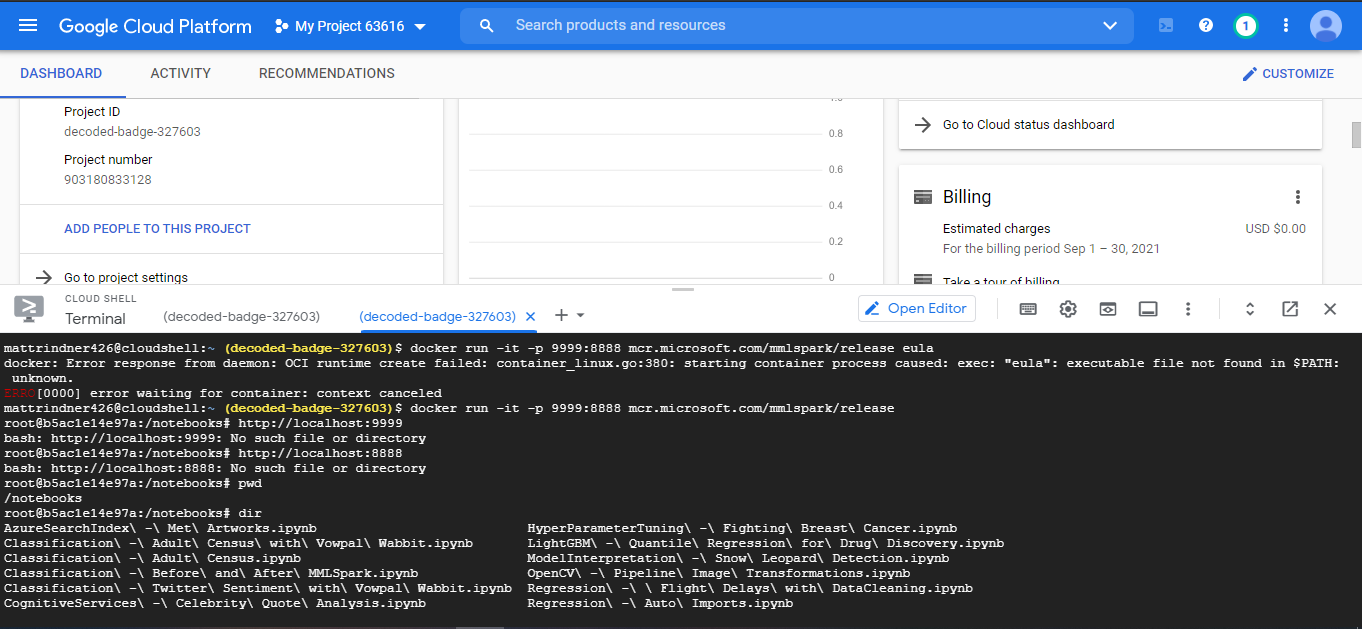 Google Cloud Platform
My Project 63616
Search products and resources
1
DASHBOARD
ACTIVITY
RECOMMENDATIONS
CUSTOMIZE
Project ID
decoded-badge-327603
Project number
903180833128
ADD PEOPLE TO THIS PROJECT
Go to project settings
1.0
0.8
0.6
0.4
0.2
0
Go to Cloud status dashboard
Billing
Estimated charges
USD $0.00
For the billing period Sep 1 – 30, 2021
Take a tour of billing
CLOUD SHELL
Terminal
(decoded-badge-327603)
(decoded-badge-327603)
Open Editor
mattrindner426@cloudshell:~ (decoded-badge-327603)$ docker run -it -p 9999:8888 mcr.microsoft.com/mmlspark/release eula
docker: Error response from daemon: OCI runtime create failed: container_linux.go:380: starting container process caused: exec: "eula": executable file not found in $PATH:
unknown.
ERRO[0000] error waiting for container: context canceled
mattrindner426@cloudshell:~ (decoded-badge-327603)$ docker run -it -p 9999:8888 mcr.microsoft.com/mmlspark/release
root@b5ac1e14e97a:/notebooks# http://localhost:9999
bash: http://localhost:9999: No such file or directory
root@b5ac1e14e97a:/notebooks# http://localhost:8888
bash: http://localhost:8888: No such file or directory
root@b5ac1e14e97a:/notebooks# pwd
/notebooks
root@b5ac1e14e97a:/notebooks# dir
AzureSearchIndex\ -\ Met\ Artworks.ipynb HyperParameterTuning\ -\ Fighting\ Breast\ Cancer.ipynb
Classification\ -\ Adult\ Census\ with\ Vowpal\ Wabbit.ipynb LightGBM\ -\ Quantile\ Regression\ for\ Drug\ Discovery.ipynb
Classification\ -\ Adult\ Census.ipynb ModelInterpretation\ -\ Snow\ Leopard\ Detection.ipynb
Classification\ -\ Before\ and\ After\ MMLSpark.ipynb OpenCV\ -\ Pipeline\ Image\ Transformations.ipynb
Classification\ -\ Twitter\ Sentiment\ with\ Vowpal\ Wabbit.ipynb Regression\ -\ \ Flight\ Delays\ with\ DataCleaning.ipynb
CognitiveServices\ -\ Celebrity\ Quote\ Analysis.ipynb Regression\ -\ Auto\ Imports.ipynb